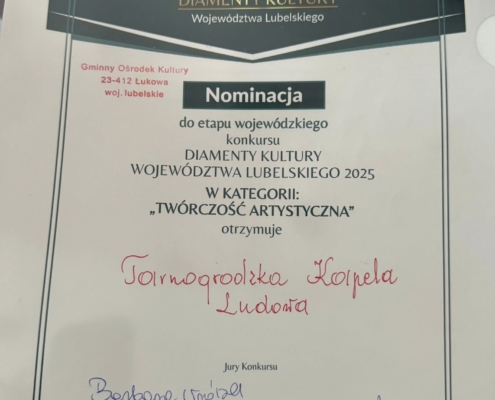 DIAMENTY KULTURY
Województwa Lubelskiego
Gminny Ośrodek Kultury
23-412 Łukowa
woj. lubelskie
Nominacja
do etapu wojewódzkiego
konkursu
DIAMENTY KULTURY
WOJEWÓDZTWA LUBELSKIEGO 2025
W KATEGORII:
„TWÓRCZOŚĆ ARTYSTYCZNA”
otrzymuje
Tarnogrodzka Kapela
Ludowa
Jury Konkursu
Barbara